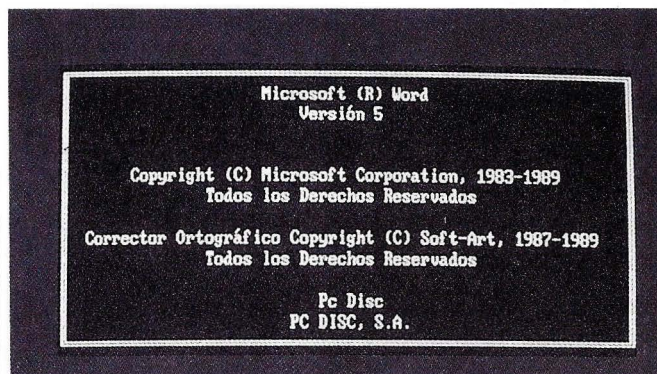 Microsoft (R) Word
Versión 5
Copyright (C) Microsoft Corporation, 1983-1989
Todos los Derechos Reservados
Corrector Ortográfico Copyright (C) Soft-Art, 1987-1989
Todos los Derechos Reservados
Pc Disc
PC DISC, S.A.